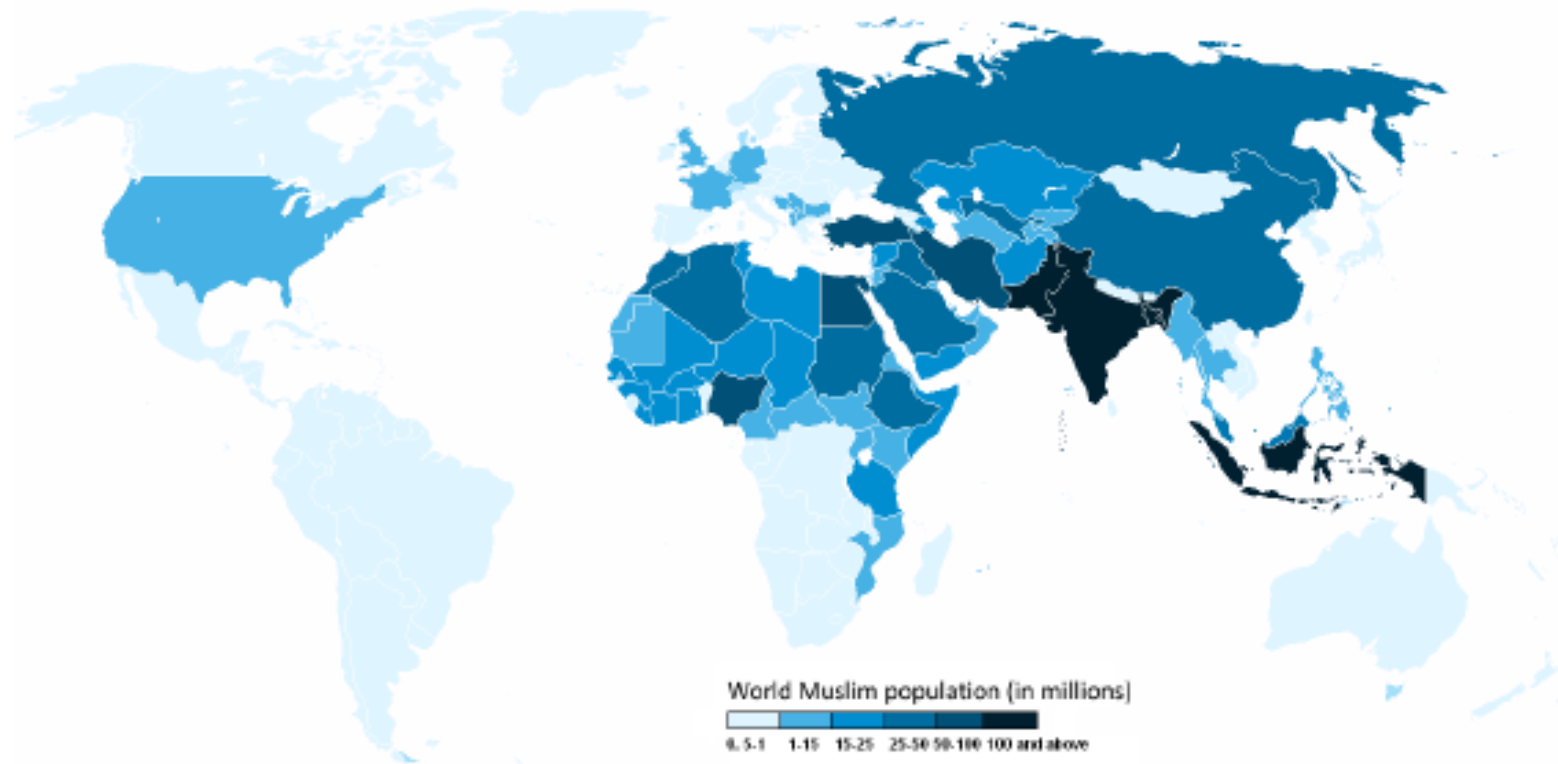 World Muslim population (in millions)
0, 5-1 1-15 15-25 25-50 50-100 100 and above